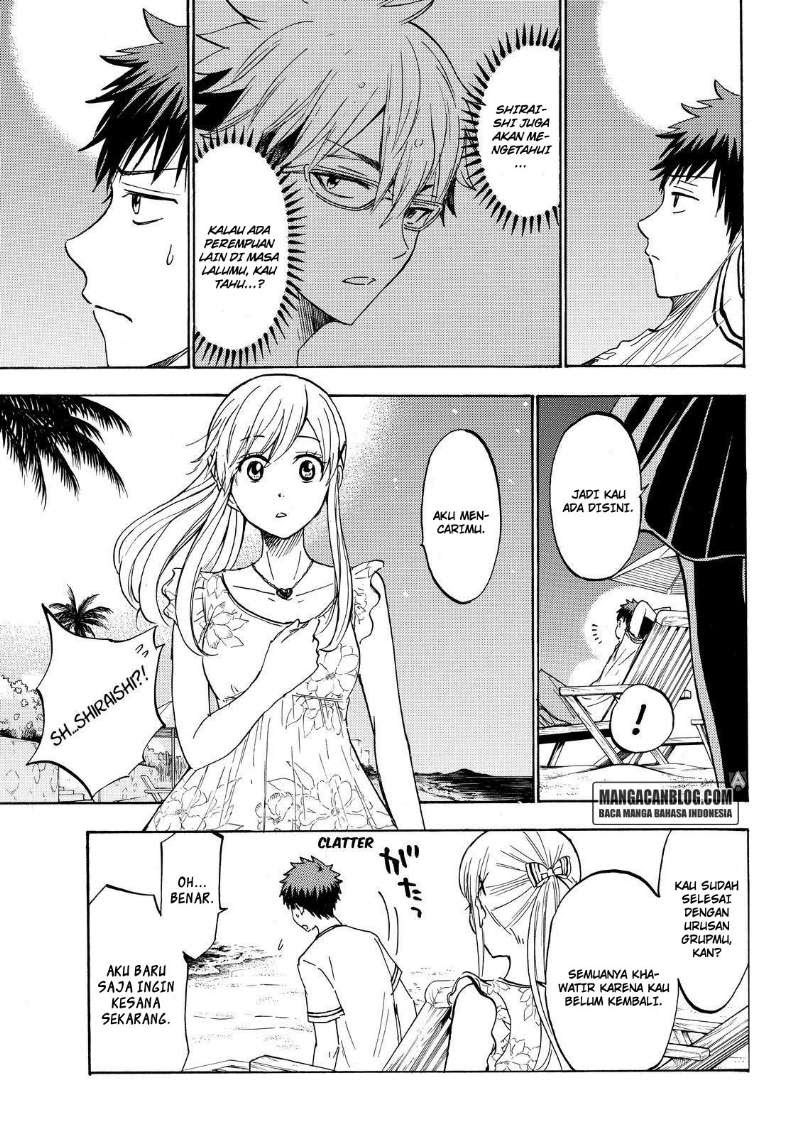 SHIRAI-
SHI JUGA
AKAN ME-
NGETAHUI
...
KALAU ADA
PEREMPUAN
LAIN DI MASA
LALUMU, KAU
TAHU...?
JADI KAU
ADA DISINI.
!
AKU MEN-
CARIMU.
SH...SHIRAISHI?!
MANGACANBLOG.COM
BACA MANGA BAHASA INDONESIA
KAU SUDAH
SELESAI
DENGAN
URUSAN
GRUPMU,
KAN?
SEMUANYA KHA-
WATIR KARENA KAU
BELUM KEMBALI.
CLATTER
ガタっ
OH...
BENAR.
AKU BARU
SAJA INGIN
KESANA
SEKARANG.